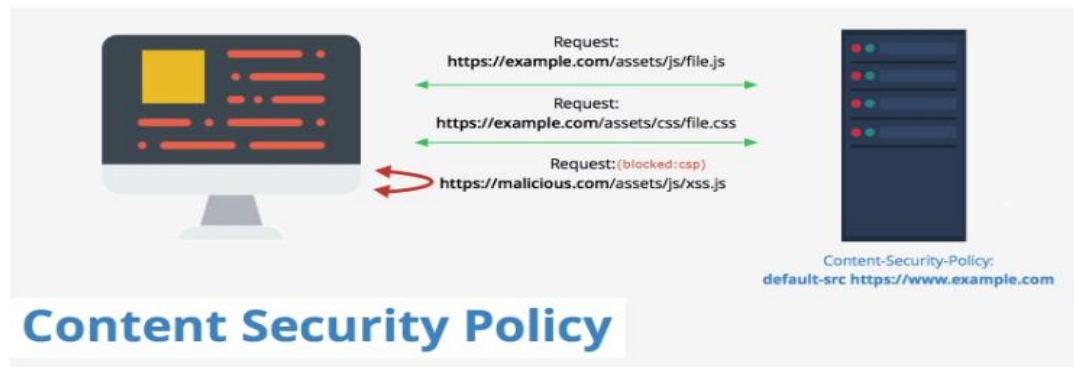 Request:
https://example.com/assets/js/file.js
Request:
https://example.com/assets/css/file.css
Request:(blocked:csp)
https://malicious.com/assets/js/xss.js
Content-Security-Policy:
default-src https://www.example.com
Content Security Policy